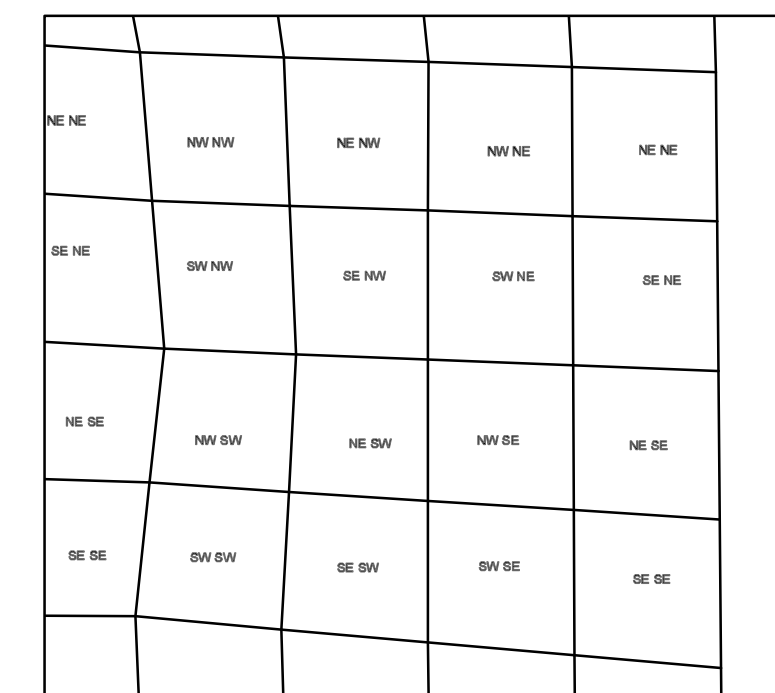 NE NE
NW NW
NE NW
NW NE
NE NE
SE NE
SW NW
SE NW
SW NE
SE NE
NE SE
NW SW
NE SW
NW SE
NE SE
SE SE
SW SW
SE SW
SW SE
SE SE